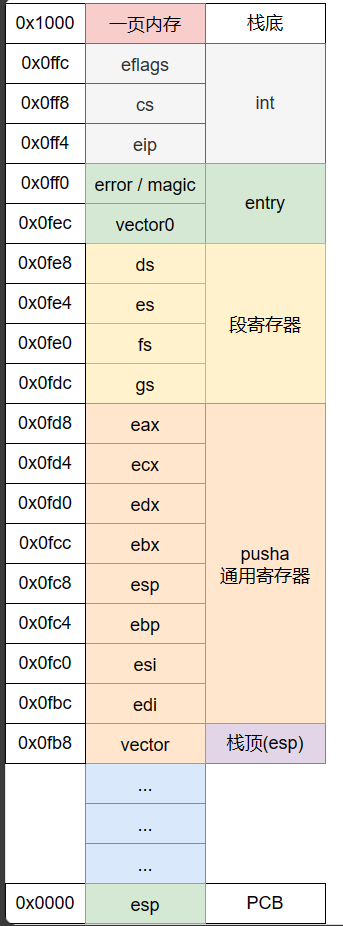 0x1000 一页内存 栈底
0x0ffc eflags
0x0ff8 cs int
0x0ff4 eip
0x0ff0 error / magic entry
0x0fec vector0
0x0fe8 ds
0x0fe4 es 段寄存器
0x0fe0 fs
0x0fdc gs
0x0fd8 eax
0x0fd4 ecx
0x0fd0 edx
0x0fcc ebx pusha
0x0fc8 esp 通用寄存器
0x0fc4 ebp
0x0fc0 esi
0x0fbc edi
0x0fb8 vector 栈顶(esp)
...
...
...
0x0000 esp PCB